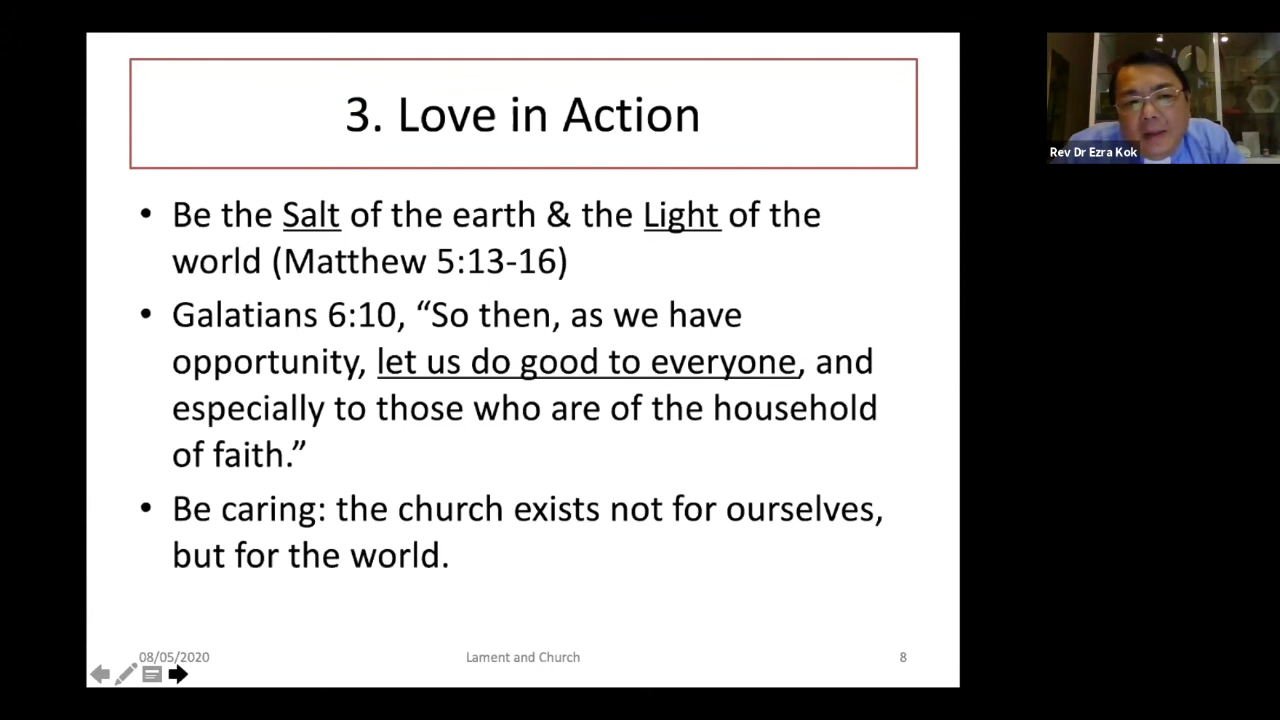 3. Love in Action
• Be the Salt of the earth & the Light of the
world (Matthew 5:13-16)
• Galatians 6:10, “So then, as we have
opportunity, let us do good to everyone, and
especially to those who are of the household
of faith.”
• Be caring: the church exists not for ourselves,
but for the world.
08/05/2020
Lament and Church
8
Rev Dr Ezra Kok